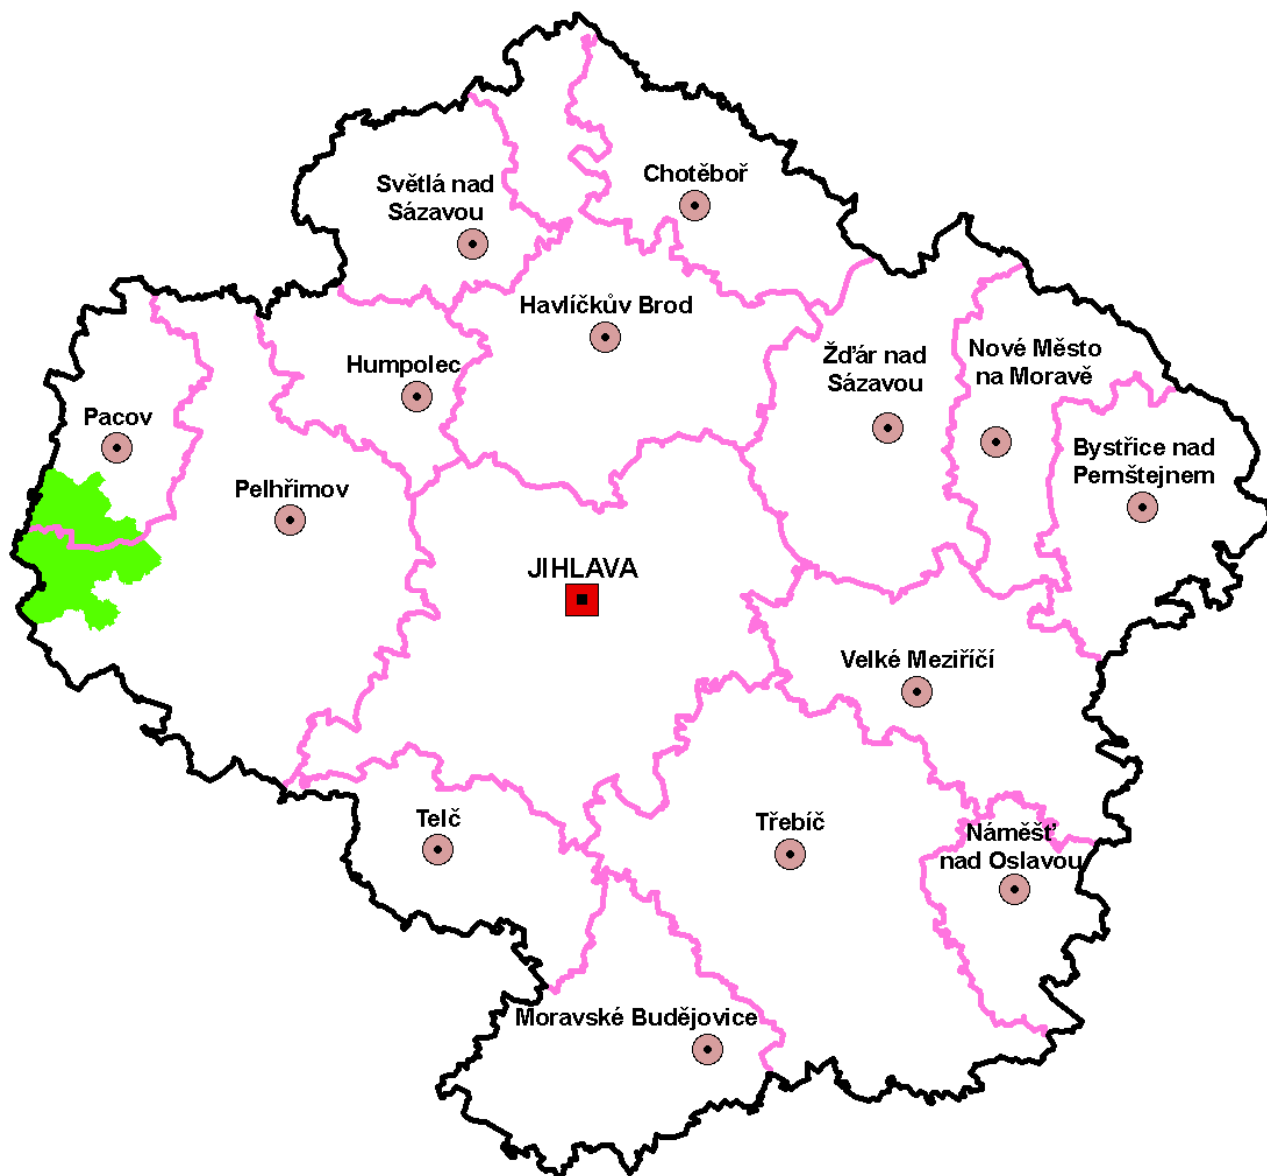 Chotěboř
Světlá nad
Sázavou
Havlíčkův Brod
Žďár nad
Sázavou
Nové Město
na Moravě
Humpolec
Pacov
Bystřice nad
Pernštejnem
Pelhřimov
JIHLAVA
Velké Meziříčí
Telč
Třebíč
Náměšť
nad Oslavou
Moravské Budějovice